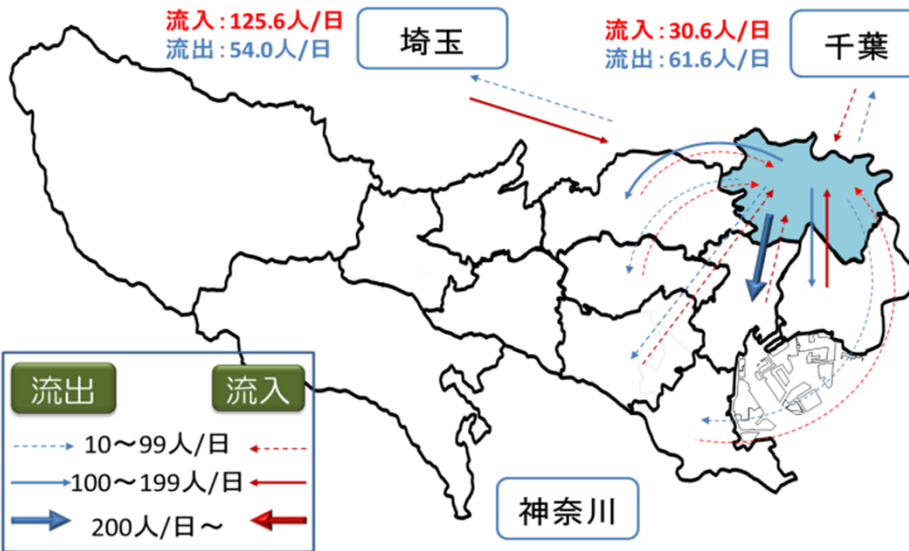 流入:125.6人/日
流出:54.0人/日
埼玉
流入:30.6人/日
流出:61.6人/日
千葉
流出
流入
10~99人/日
100~199人/日
200人/日~
神奈川